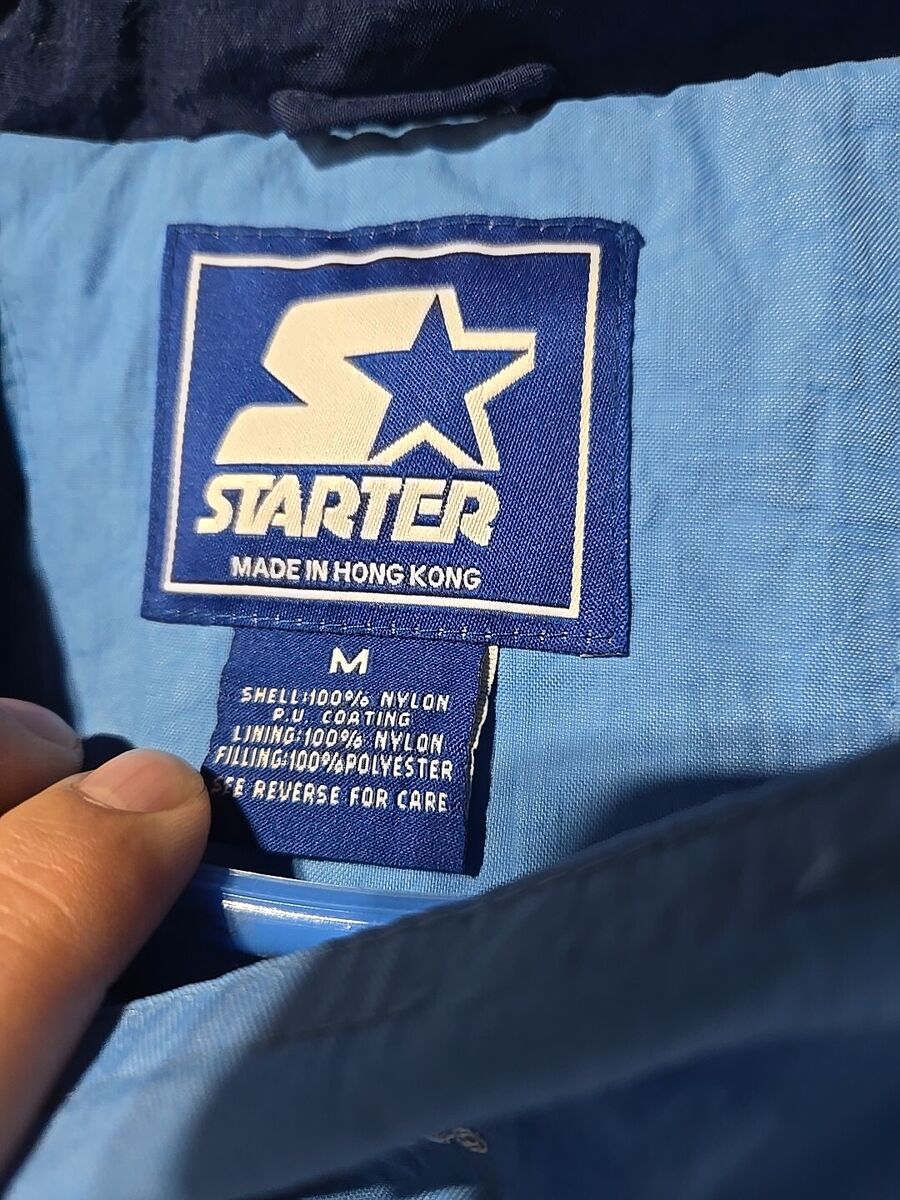 STARTER
MADE IN HONG KONG
M
SHELL:100% NYLON
P.U. COATING
LINING:100% NYLON
FILLING:100%POLYESTER
SEE REVERSE FOR CARE